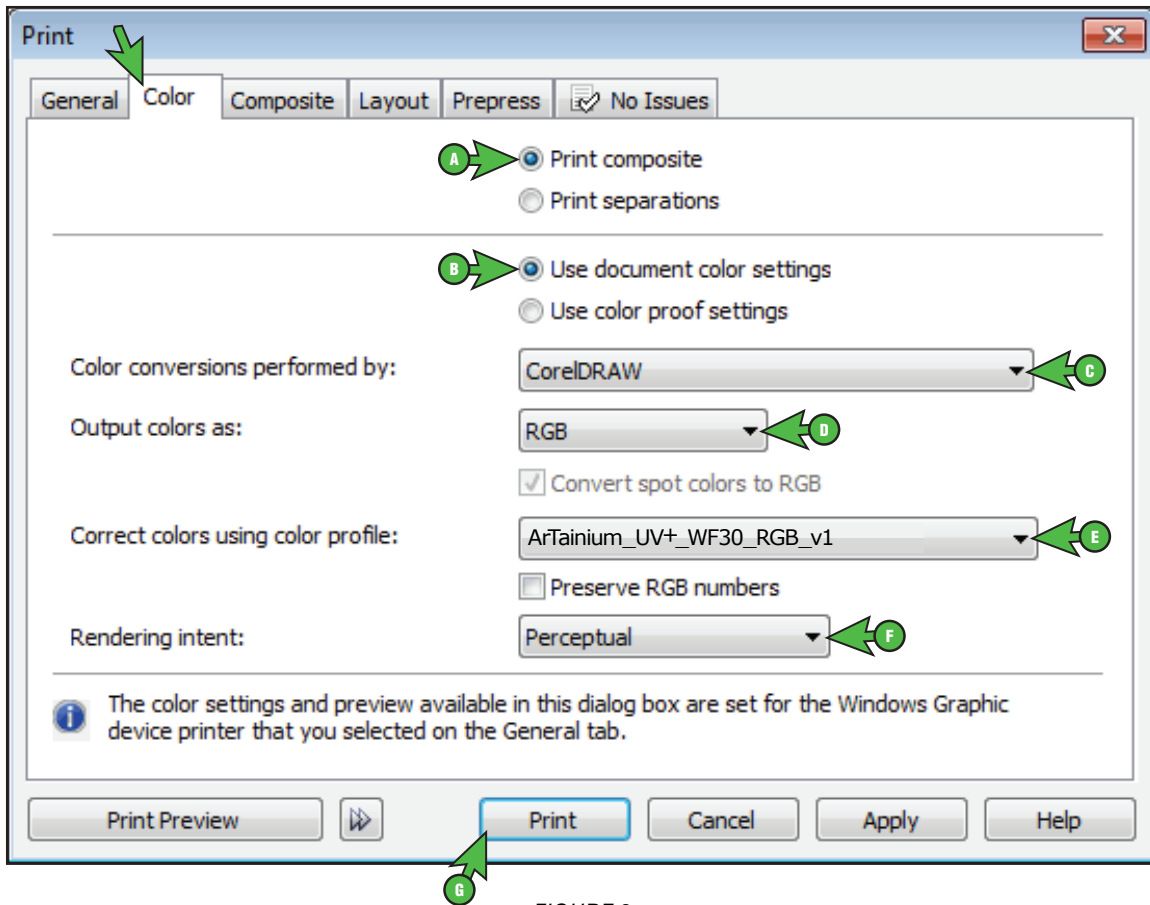 Print
General Color Composite Layout Prepress No Issues
A Print composite
Print separations
B Use document color settings
Use color proof settings
Color conversions performed by: CorelDRAW C
Output colors as: RGB D
Convert spot colors to RGB
Correct colors using color profile: ArTainium_UV+_WF30_RGB_v1 E
Preserve RGB numbers
Rendering intent: Perceptual F
The color settings and preview available in this dialog box are set for the Windows Graphic
device printer that you selected on the General tab.
Print Preview Print Cancel Apply Help
G